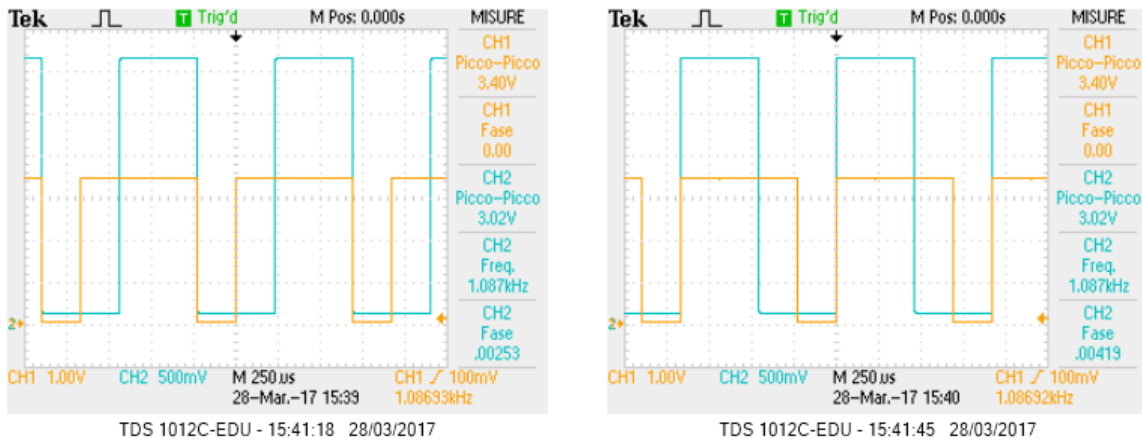 Tek T Trig'd M Pos: 0.000s MISURE
CH1
Picco-Picco
3.40V
CH1
Fase
0.00
CH2
Picco-Picco
3.02V
CH2
Freq.
1.087kHz
CH2
Fase
.00253
2
CH1 1.00V CH2 500mV M 250µs CH1 100mV
28-Mar.-17 15:39 1.08693kHz
TDS 1012C-EDU - 15:41:18 28/03/2017
Tek T Trig'd M Pos: 0.000s MISURE
CH1
Picco-Picco
3.40V
CH1
Fase
0.00
CH2
Picco-Picco
3.02V
CH2
Freq.
1.087kHz
CH2
Fase
.00419
2
CH1 1.00V CH2 500mV M 250µs CH1 100mV
28-Mar.-17 15:40 1.08692kHz
TDS 1012C-EDU - 15:41:45 28/03/2017